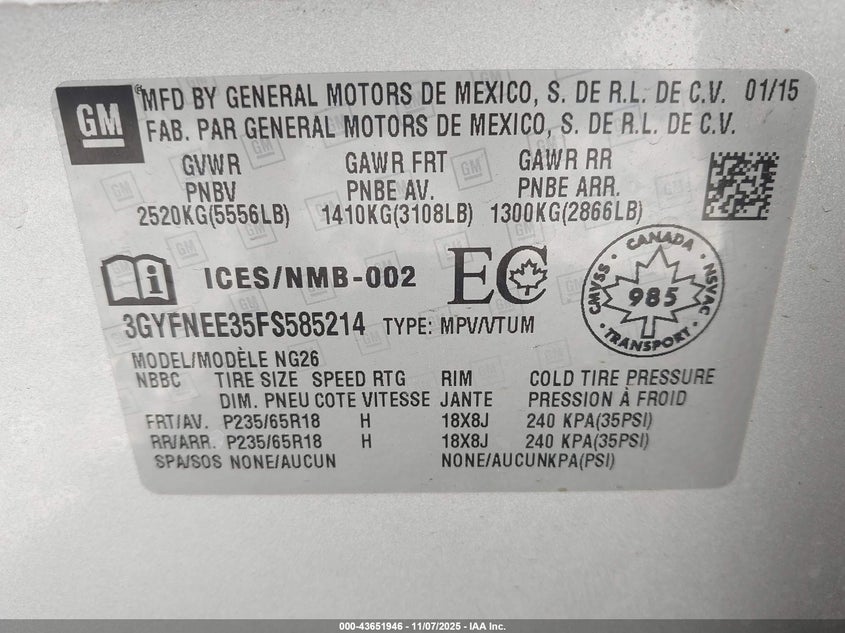 GM
®MFD BY GENERAL MOTORS DE MEXICO, S. DE R.L. DE C.V. 01/15
FAB. PAR GENERAL MOTORS DE MEXICO, S. DE R.L. DE C.V.
GVWR GAWR FRT GAWR RR
PNBV PNBE AV. PNBE ARR.
2520KG(5556LB) 1410KG(3108LB) 1300KG(2866LB)
ICES/NMB-002 EC
CANADA
CMVSS 985 NSVAC
TRANSPORT
3GYFNEE35FS585214 TYPE: MPV/VTUM
MODEL/MODÈLE NG26
NBBC TIRE SIZE SPEED RTG RIM COLD TIRE PRESSURE
DIM. PNEU COTE VITESSE JANTE PRESSION À FROID
FRT/AV. P235/65R18 H 18X8J 240 KPA(35PSI)
RR/ARR. P235/65R18 H 18X8J 240 KPA(35PSI)
SPA/SOS NONE/AUCUN NONE/AUCUNKPA(PSI)
000-43651946 - 11/07/2025 - IAA Inc.